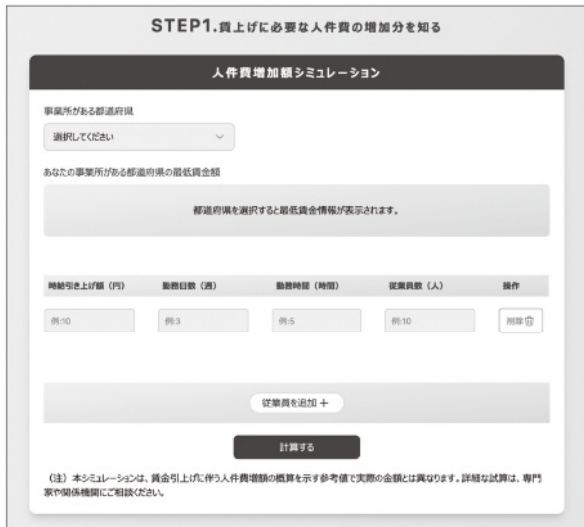 STEP1.賃上げに必要な人件費の増加分を知る
人件費増加額シミュレーション
事業所がある都道府県
選択してください
あなたの事業所がある都道府県の最低賃金額
都道府県を選択すると最低賃金情報が表示されます。
時給引き上げ額（円） 勤務日数（週） 勤務時間（時間） 従業員数（人） 操作
例:10 例:3 例:5 例:10 削除
従業員を追加＋
計算する
（注）本シミュレーションは、賃金引上げに伴う人件費増額の概算を示す参考値で実際の金額とは異なります。詳細な試算は、専門
家や関係機関にご相談ください。